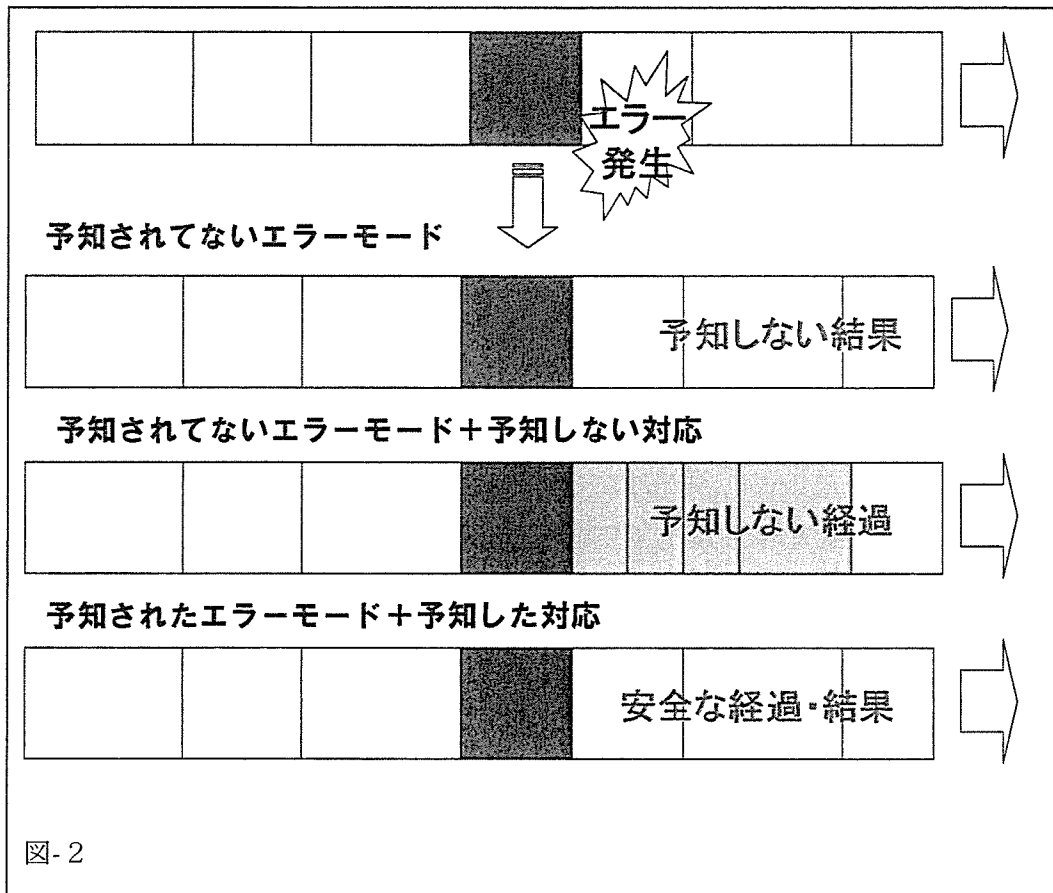 エラー
発生
予知されてないエラーモード
予知しない結果
予知されてないエラーモード＋予知しない対応
予知しない経過
予知されたエラーモード＋予知した対応
安全な経過・結果
図-２